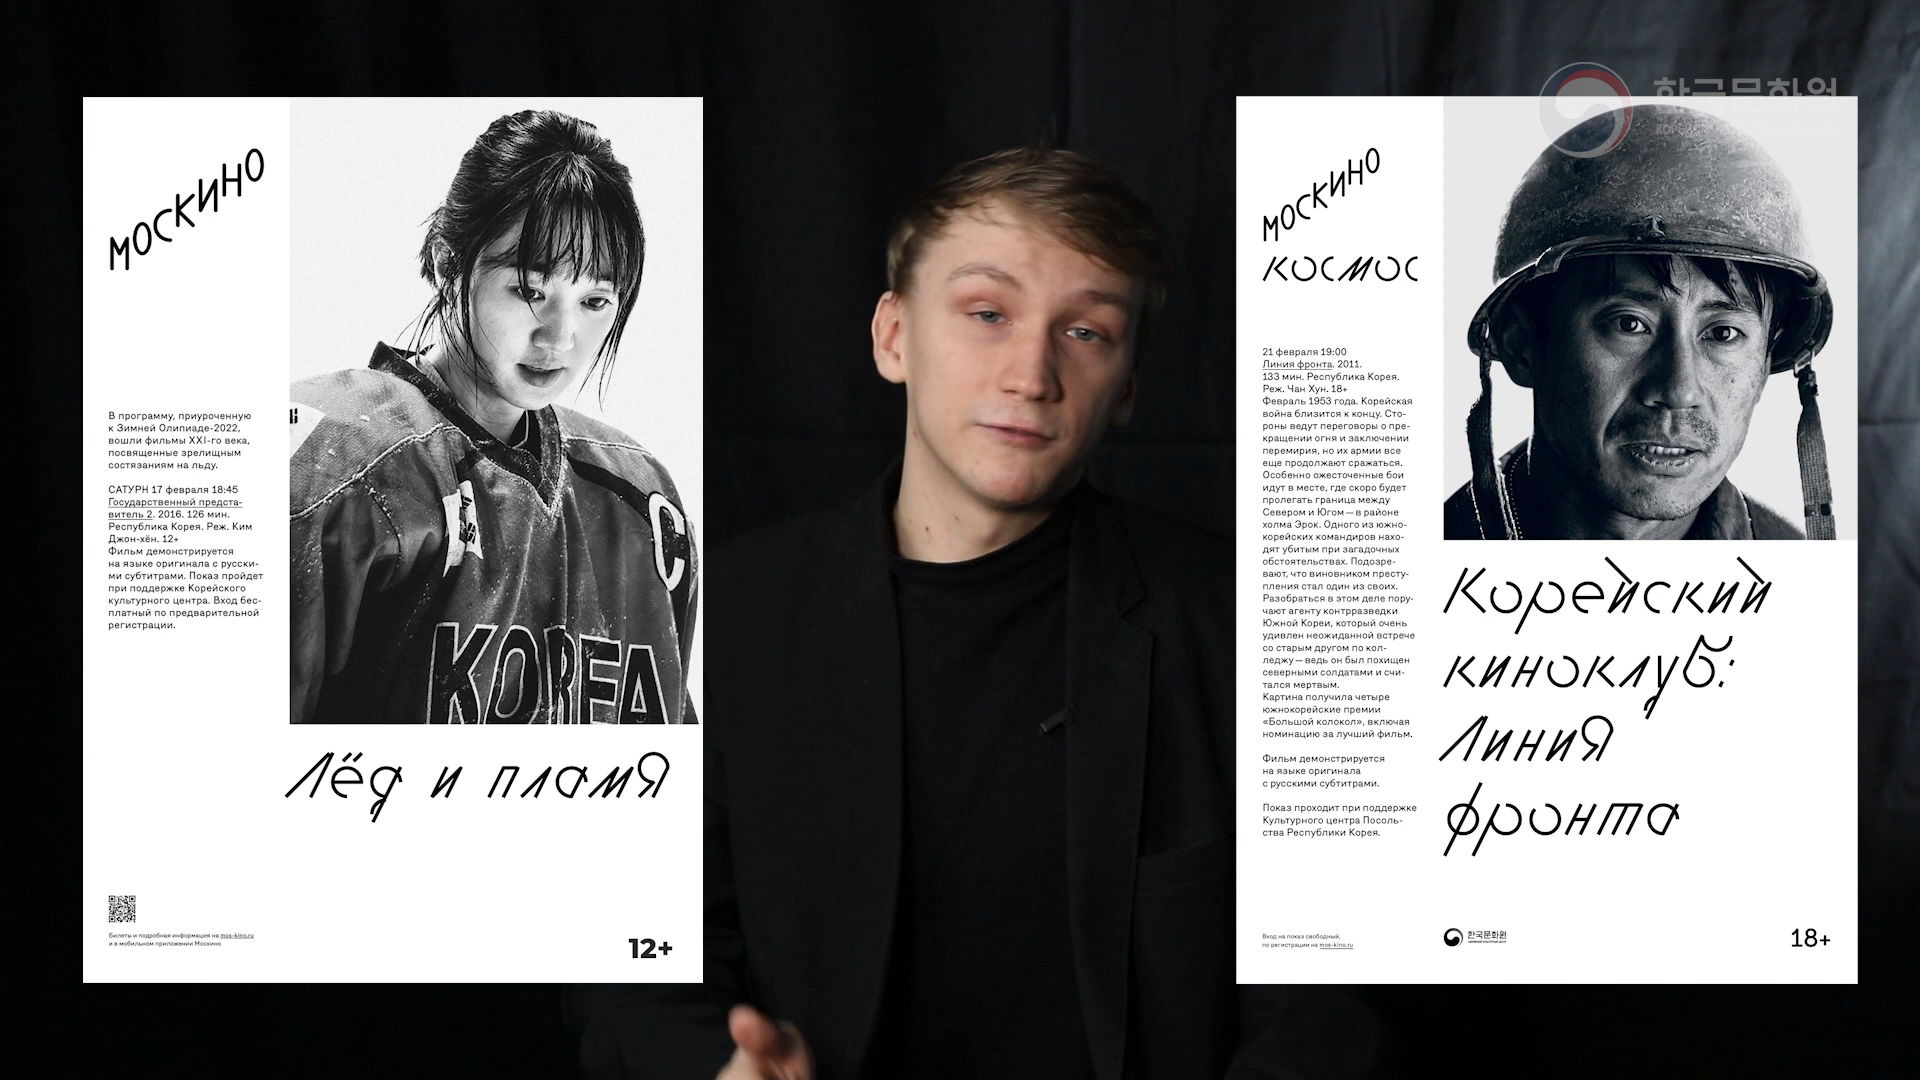 МОСКИНО
В программу, приуроченную
к Зимней Олипиаде-2022,
вошли фильмы XXI-го века,
посвященные зрелищным
состязаниям на льду.
САТУРН 17 февраля 18:45
Государственный предста-
витель 2. 2016. 126 мин.
Республика Корея. Реж. Ким
Джон-хён. 12+
Фильм демонстрируется
на языке оригинала с русски-
ми субтитрами. Показ пройдет
при поддержке Корейского
культурного центра. Вход бес-
платный по предварительной
регистрации.
KOREA
C
Лёд и пламя
Билеты и подробная информация на mos-kino.ru
и в мобильном приложении Москино
12+
한국문화원
МОСКИНО
КОСМОС
21 февраля 19:00
Линия фронта. 2011.
133 мин. Республика Корея.
Реж. Чан Хун. 18+
Февраль 1953 года. Корейская
война близится к концу. Сто-
роны ведут переговоры о пре-
кращении огня и заключении
перемирия, но их армии все
еще продолжают сражаться.
Особенно ожесточенные бои
идут в месте, где скоро будет
пролегать граница между
Севером и Югом — в районе
холма Эрок. Одного из южно-
корейских командиров нахо-
дят убитым при загадочных
обстоятельствах. Подозре-
вают, что виновником престу-
пления стал один из своих.
Разобраться в этом деле пору-
чают агенту контрразведки
Южной Кореи, который очень
удивлен неожиданной встрече
со старым другом по кол-
леджу — ведь он был похищен
северными солдатами и счи-
тался мертвым.
Картина получила четыре
южнокорейские премии
«Большой колокол», включая
номинацию за лучший фильм.
Фильм демонстрируется
на языке оригинала
с русскими субтитрами.
Показ проходит при поддержке
Культурного центра Посоль-
ства Республики Корея.
Корейский
киноклуб:
Линия
фронта
Вход на показ свободный,
по регистрации на mos-kino.ru
한국문화원
18+